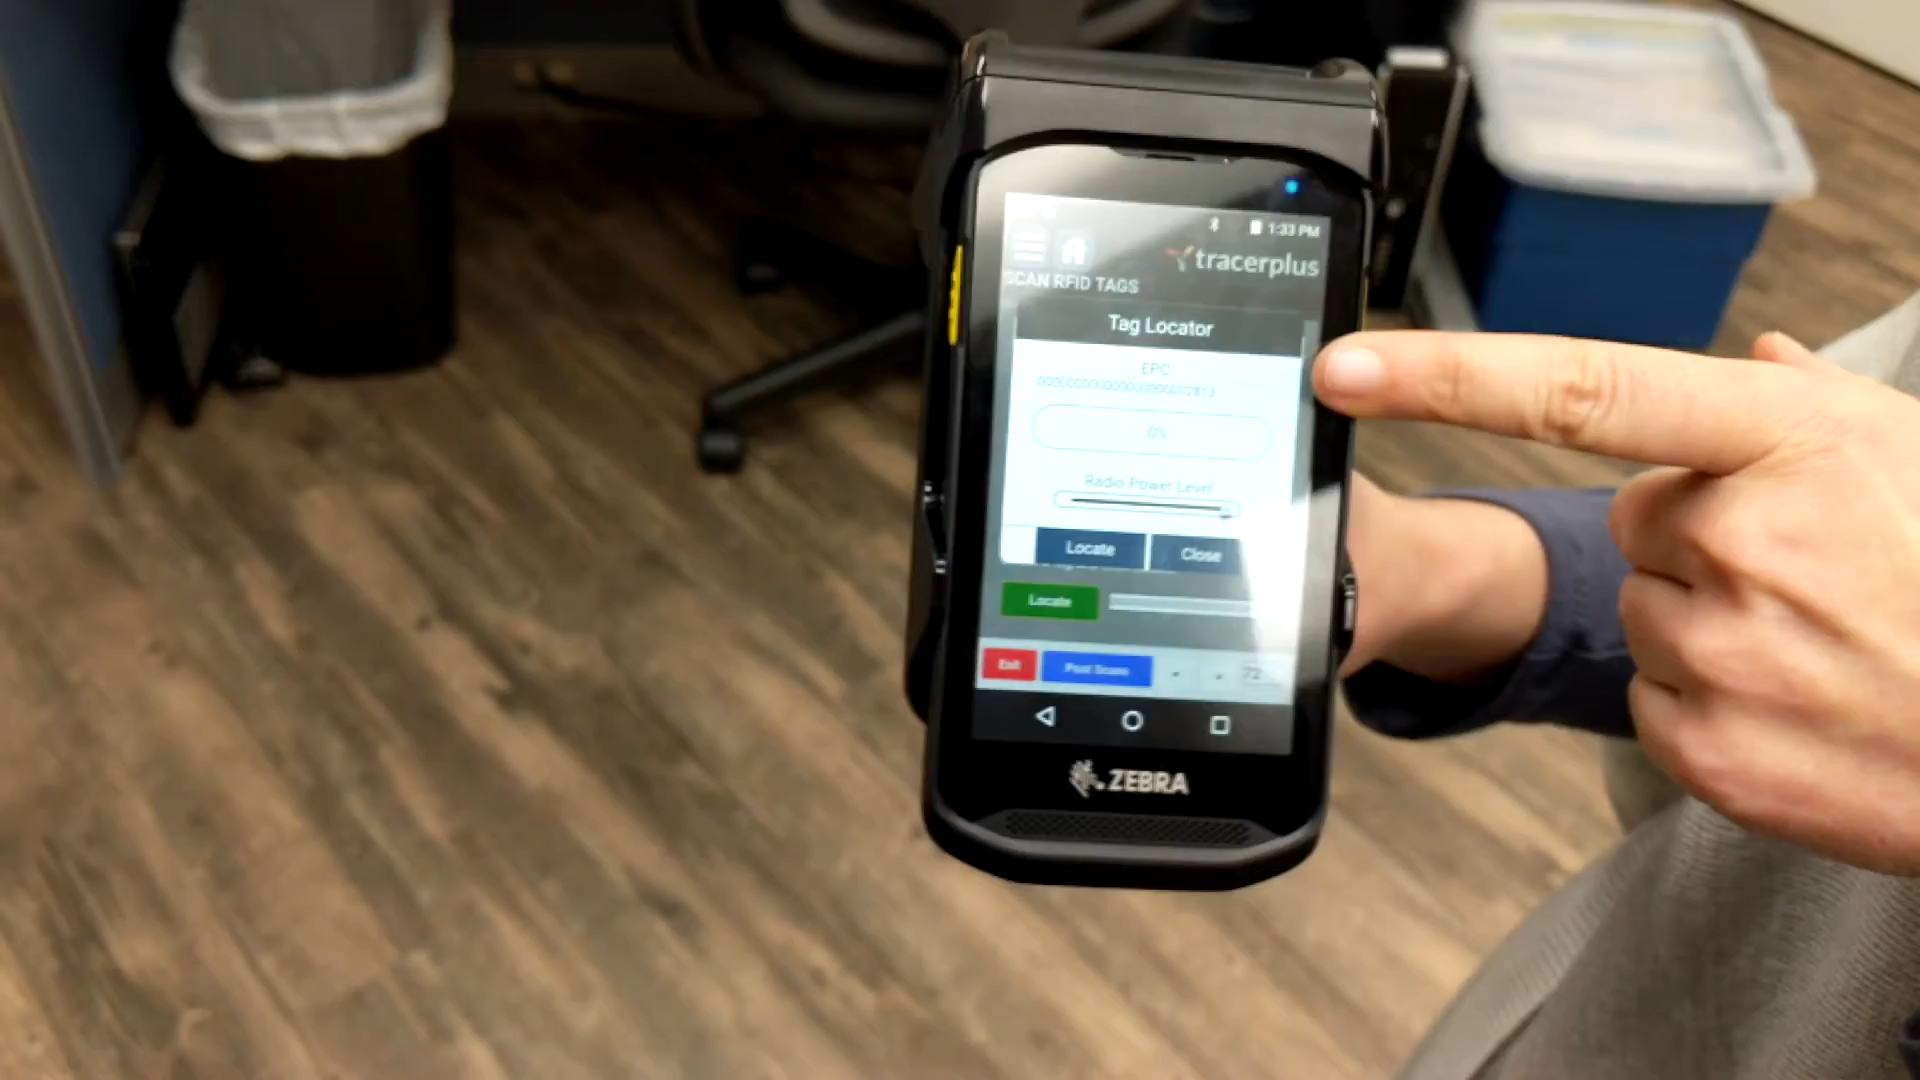 1:33 PM
tracerplus
SCAN RFID TAGS
Tag Locator
EPC
0%
Radio Power Level
Locate Close
Locate
Exit Post Scans 72
ZEBRA